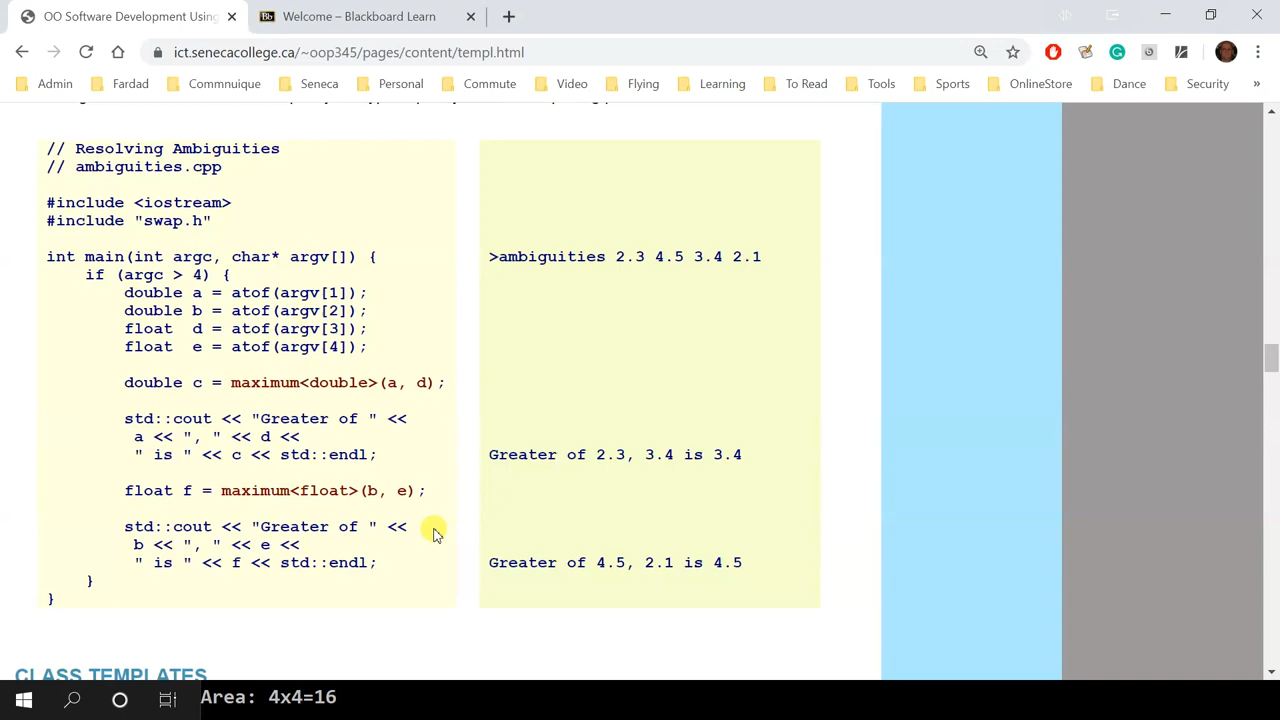 OO Software Development Using
Welcome – Blackboard Learn
ict.senecacollege.ca/~oop345/pages/content/templ.html
Admin Fardad Commnuique Seneca Personal Commute Video Flying Learning To Read Tools Sports OnlineStore Dance Security »
// Resolving Ambiguities
// ambiguities.cpp
#include <iostream>
#include "swap.h"
int main(int argc, char* argv[]) {
if (argc > 4) {
double a = atof(argv[1]);
double b = atof(argv[2]);
float d = atof(argv[3]);
float e = atof(argv[4]);
double c = maximum<double>(a, d);
std::cout << "Greater of " <<
a << ", " << d <<
" is " << c << std::endl;
float f = maximum<float>(b, e);
std::cout << "Greater of " <<
b << ", " << e <<
" is " << f << std::endl;
}
}
>ambiguities 2.3 4.5 3.4 2.1
Greater of 2.3, 3.4 is 3.4
Greater of 4.5, 2.1 is 4.5
CLASS TEMPLATES
Area: 4x4=16